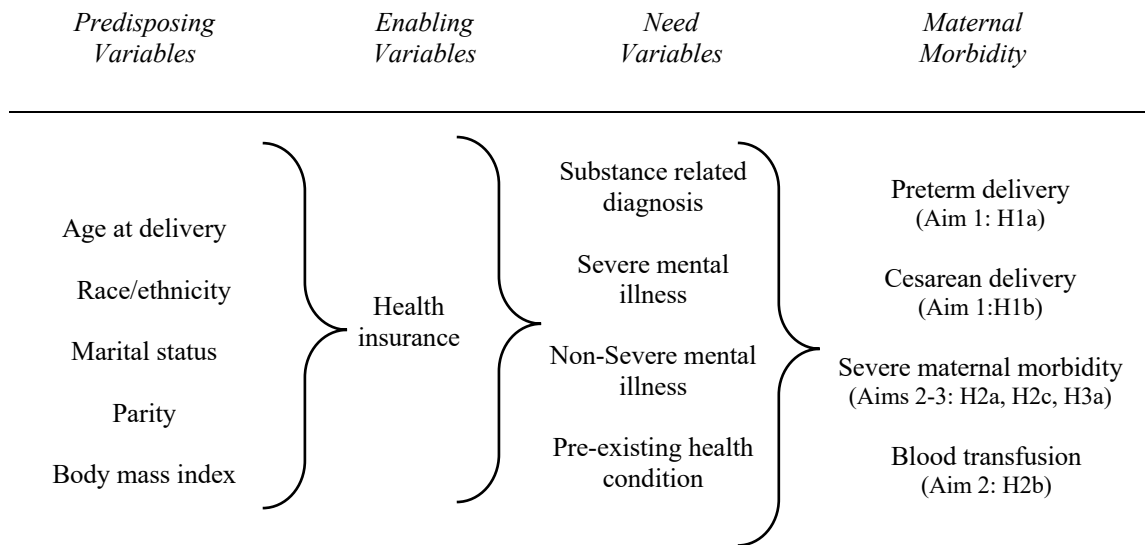 Predisposing
Variables
Enabling
Variables
Need
Variables
Maternal
Morbidity
Age at delivery
Race/ethnicity
Marital status
Parity
Body mass index
Health
insurance
Substance related
diagnosis
Severe mental
illness
Non-Severe mental
illness
Pre-existing health
condition
Preterm delivery
(Aim 1: H1a)
Cesarean delivery
(Aim 1:H1b)
Severe maternal morbidity
(Aims 2-3: H2a, H2c, H3a)
Blood transfusion
(Aim 2: H2b)